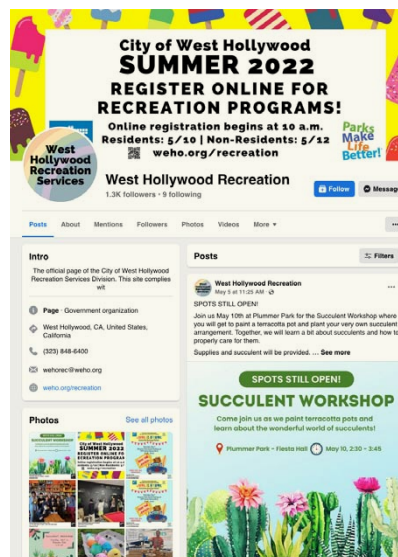 City of West Hollywood
SUMMER 2022
REGISTER ONLINE FOR
RECREATION PROGRAMS!
Online registration begins at 10 a.m.
Residents: 5/10 | Non-Residents: 5/12
weho.org/recreation
Parks
Make
Life
Better!
West
Hollywood
Recreation
Services
West Hollywood Recreation
1.3K followers • 9 following
Follow
Message
Posts
About
Mentions
Followers
Photos
Videos
More
Intro
The official page of the City of West Hollywood
Recreation Services Division. This site complies
wit
Page · Government organization
West Hollywood, CA, United States,
California
(323) 848-6400
wehorec@weho.org
weho.org/recreation
Photos
See all photos
Posts
Filters
West Hollywood Recreation
May 5 at 11:25 AM
SPOTS STILL OPEN!
Join us May 10th at Plummer Park for the Succulent Workshop where
you will get to paint a terracotta pot and plant your very own succulent
arrangement. Together, we will learn a bit about succulents and how to
properly care for them.
Supplies and succulent will be provided. ... See more
SPOTS STILL OPEN!
SUCCULENT WORKSHOP
Come join us as we paint terracotta pots and
learn about the wonderful world of succulents!
Plummer Park - Fiesta Hall
May 10, 2:30 - 3:45